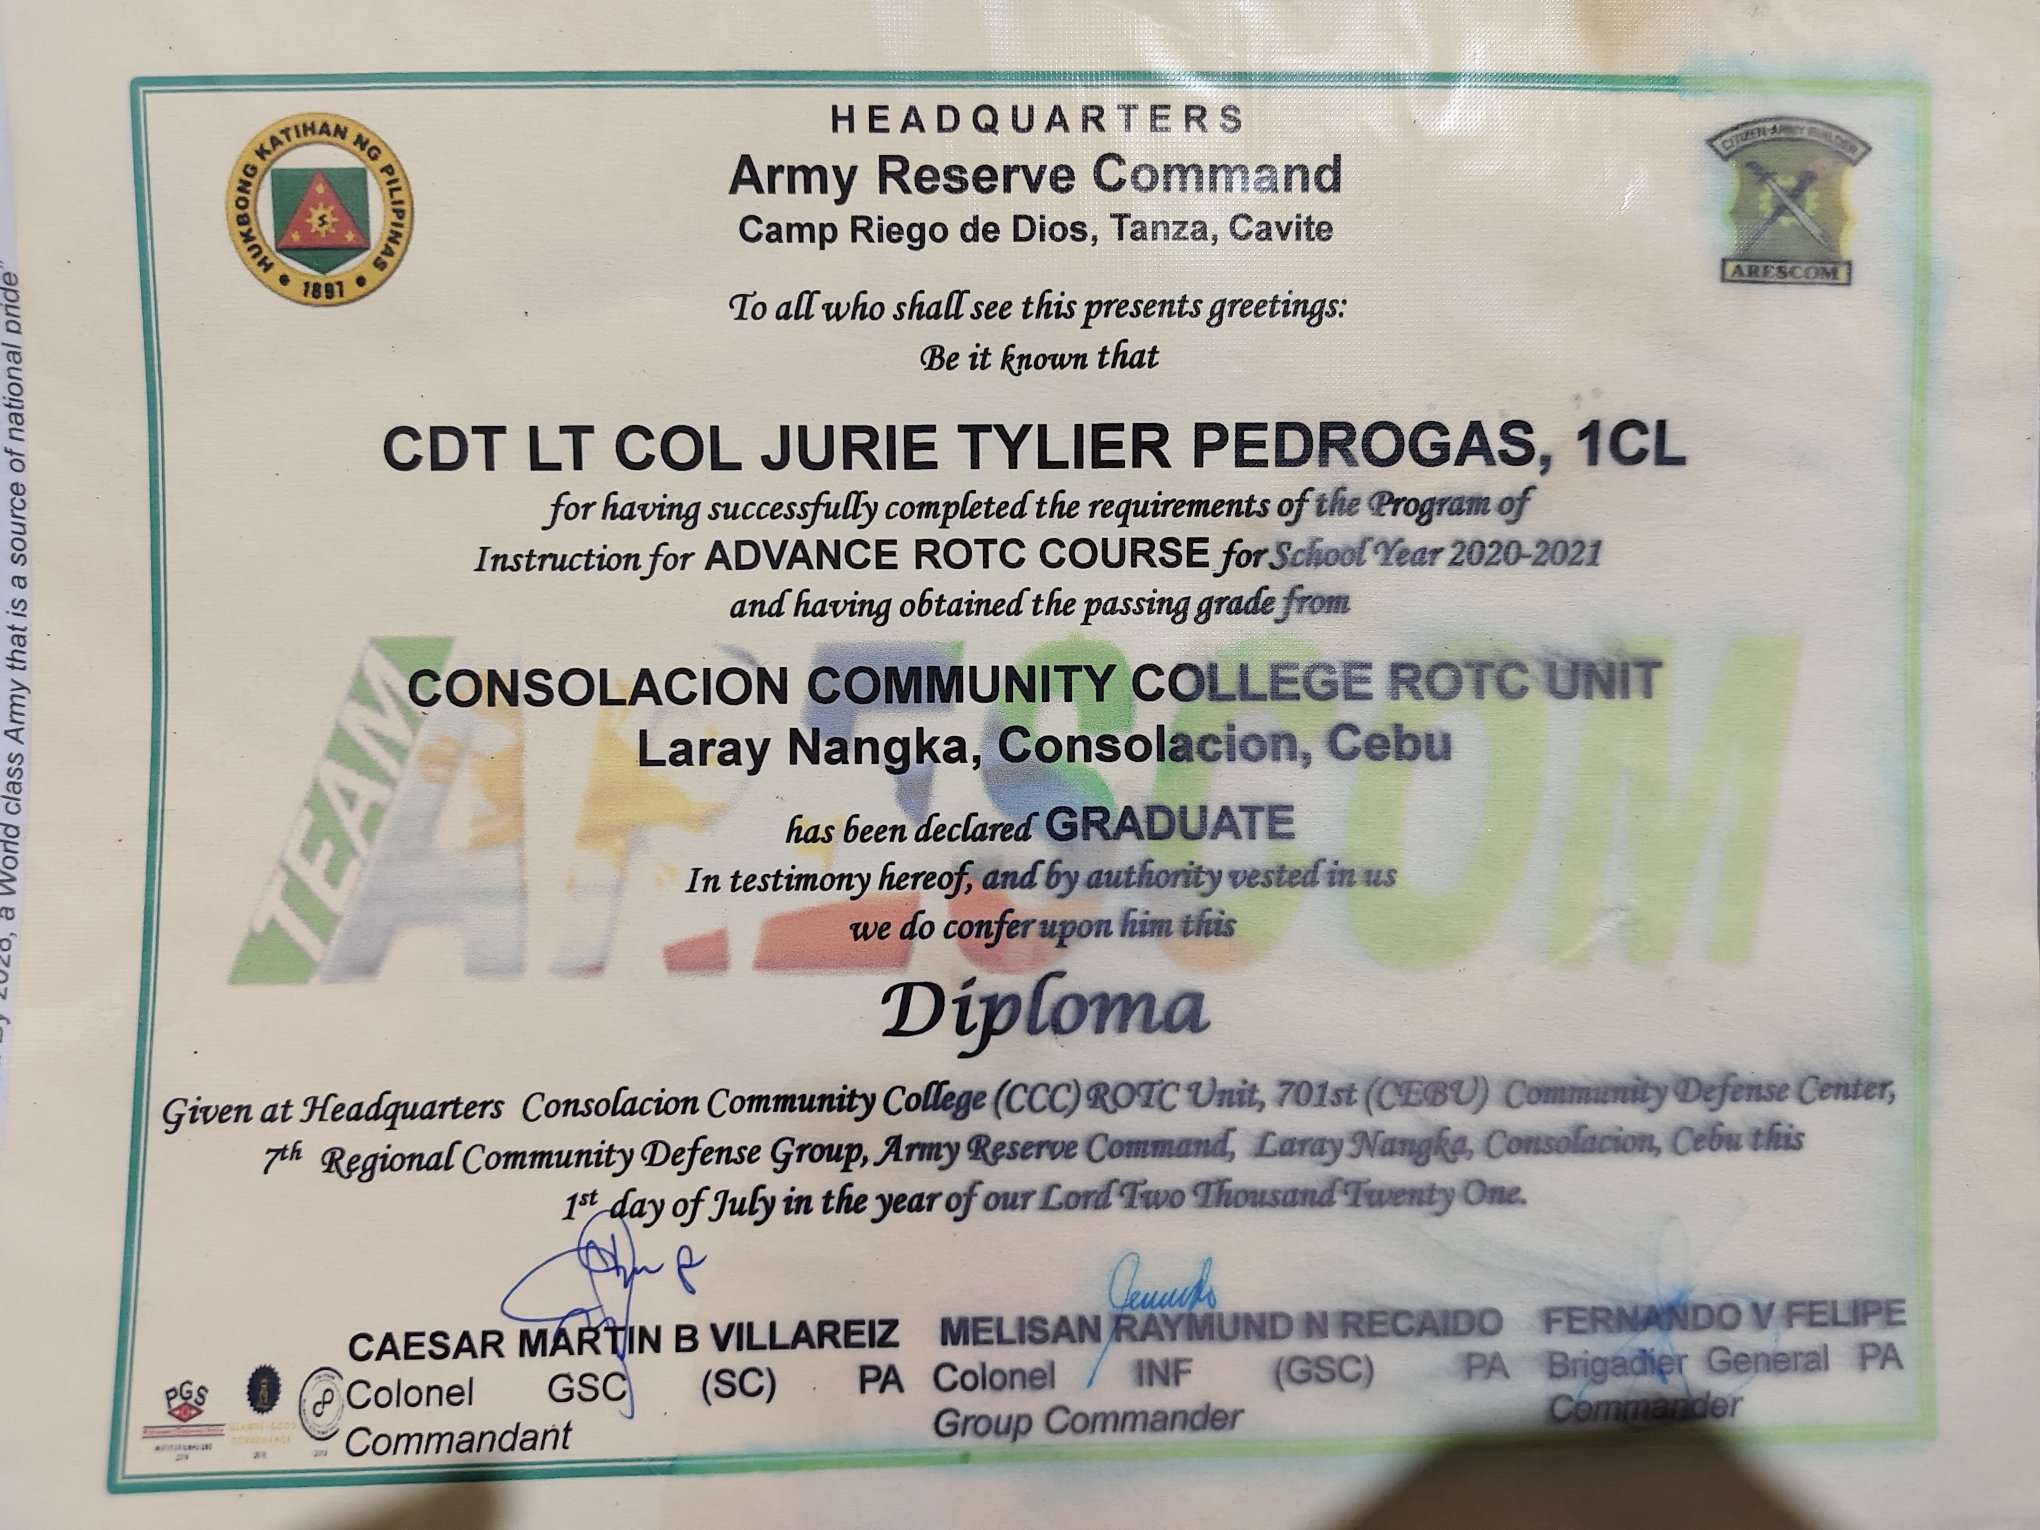 HEADQUARTERS
Army Reserve Command
Camp Riego de Dios, Tanza, Cavite
HUKBONG KATIHAN NG PILIPINAS
1897
CITIZEN ARMY BUILDER
ARESCOM
To all who shall see this presents greetings:
Be it known that
CDT LT COL JURIE TYLIER PEDROGAS, 1CL
for having successfully completed the requirements of the Program of
Instruction for ADVANCE ROTC COURSE for School Year 2020-2021
and having obtained the passing grade from
TEAM ARESCOM
CONSOLACION COMMUNITY COLLEGE ROTC UNIT
Laray Nangka, Consolacion, Cebu
has been declared GRADUATE
In testimony hereof, and by authority vested in us
we do confer upon him this
Diploma
Given at Headquarters Consolacion Community College (CCC) ROTC Unit, 701st (CEBU) Community Defense Center,
7th Regional Community Defense Group, Army Reserve Command, Laray Nangka, Consolacion, Cebu this
1st day of July in the year of our Lord Two Thousand Twenty One.
CAESAR MARTIN B VILLAREIZ
Colonel GSC (SC) PA
Commandant
MELISAN RAYMUND N RECAIDO
Colonel INF (GSC) PA
Group Commander
FERNANDO V FELIPE
Brigadier General PA
Commander
PGS
By 2028, a World class Army that is a source of national pride"